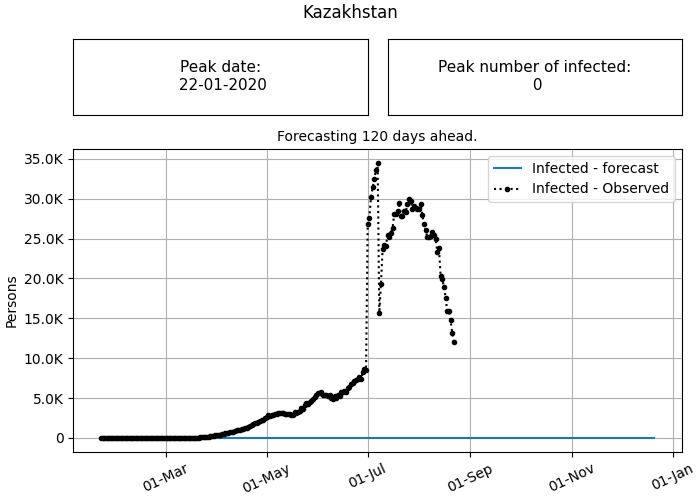 Kazakhstan
Peak date:
22-01-2020
Peak number of infected:
0
Forecasting 120 days ahead.
Infected - forecast
Infected - Observed
Persons
35.0K
30.0K
25.0K
20.0K
15.0K
10.0K
5.0K
0
01-Mar
01-May
01-Jul
01-Sep
01-Nov
01-Jan